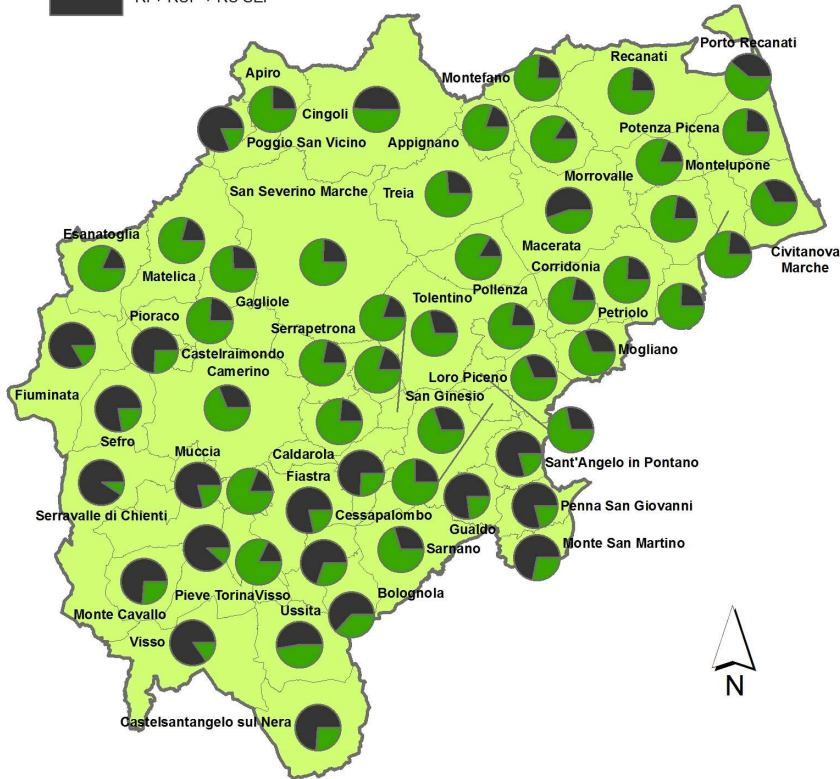 Porto Recanati
Recanati
Apiro
Montefano
Cingoli
Potenza Picena
Poggio San Vicino
Appignano
Montelupone
Morrovalle
San Severino Marche
Treia
Esanatoglia
Macerata
Civitanova
Marche
Matelica
Corridonia
Pollenza
Gagliole
Tolentino
Pioraco
Petriolo
Serrapetrona
Castelraimondo
Mogliano
Camerino
Loro Piceno
Fiuminata
San Ginesio
Sefro
Muccia
Caldarola
Sant'Angelo in Pontano
Fiastra
Penna San Giovanni
Serravalle di Chienti
Cessapalombo
Gualdo
Monte San Martino
Sarnano
Pieve Torina
Visso
Bolognola
Monte Cavallo
Ussita
Visso
N
Castelsantangelo sul Nera